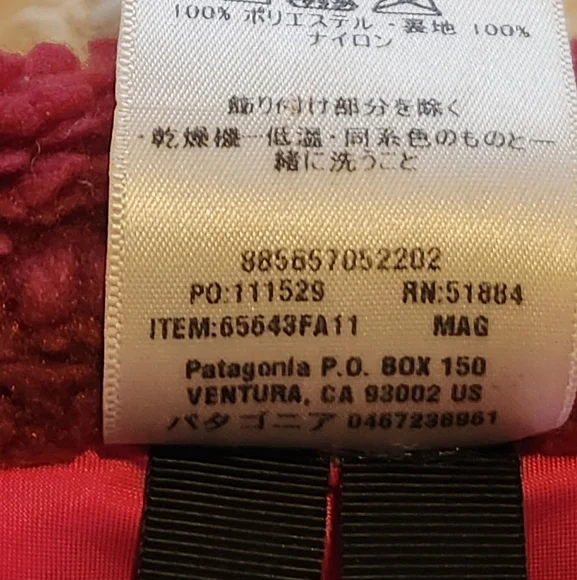 100% ポリエステル・裏地 100%
ナイロン
飾り付け部分を除く
・乾燥機一低温・同系色のものと一
緒に洗うこと
885657052202
PO:111529 RN:51884
ITEM:65643FA11 MAG
Patagonia P.O. BOX 150
VENTURA, CA 93002 US
パタゴニア 0467238961